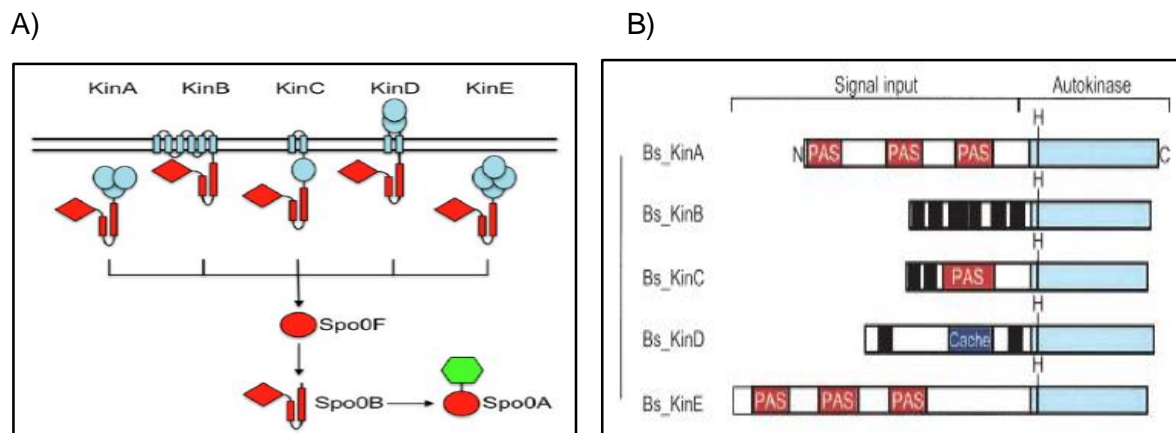 A)
B)
KinA KinB KinC KinD KinE
Spo0F
Spo0B
Spo0A
Signal input
Autokinase
H
Bs_KinA
N
PAS
PAS
PAS
C
H
Bs_KinB
H
Bs_KinC
PAS
H
Bs_KinD
Cache
H
Bs_KinE
PAS
PAS
PAS